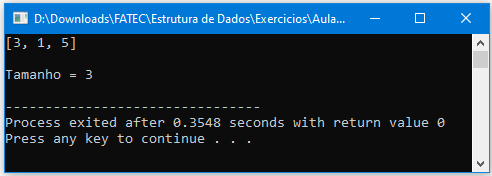 D:\Downloads\FATEC\Estrutura de Dados\Exercicios\Aula...
[3, 1, 5]
Tamanho = 3
--------------------------------
Process exited after 0.3548 seconds with return value 0
Press any key to continue . . .